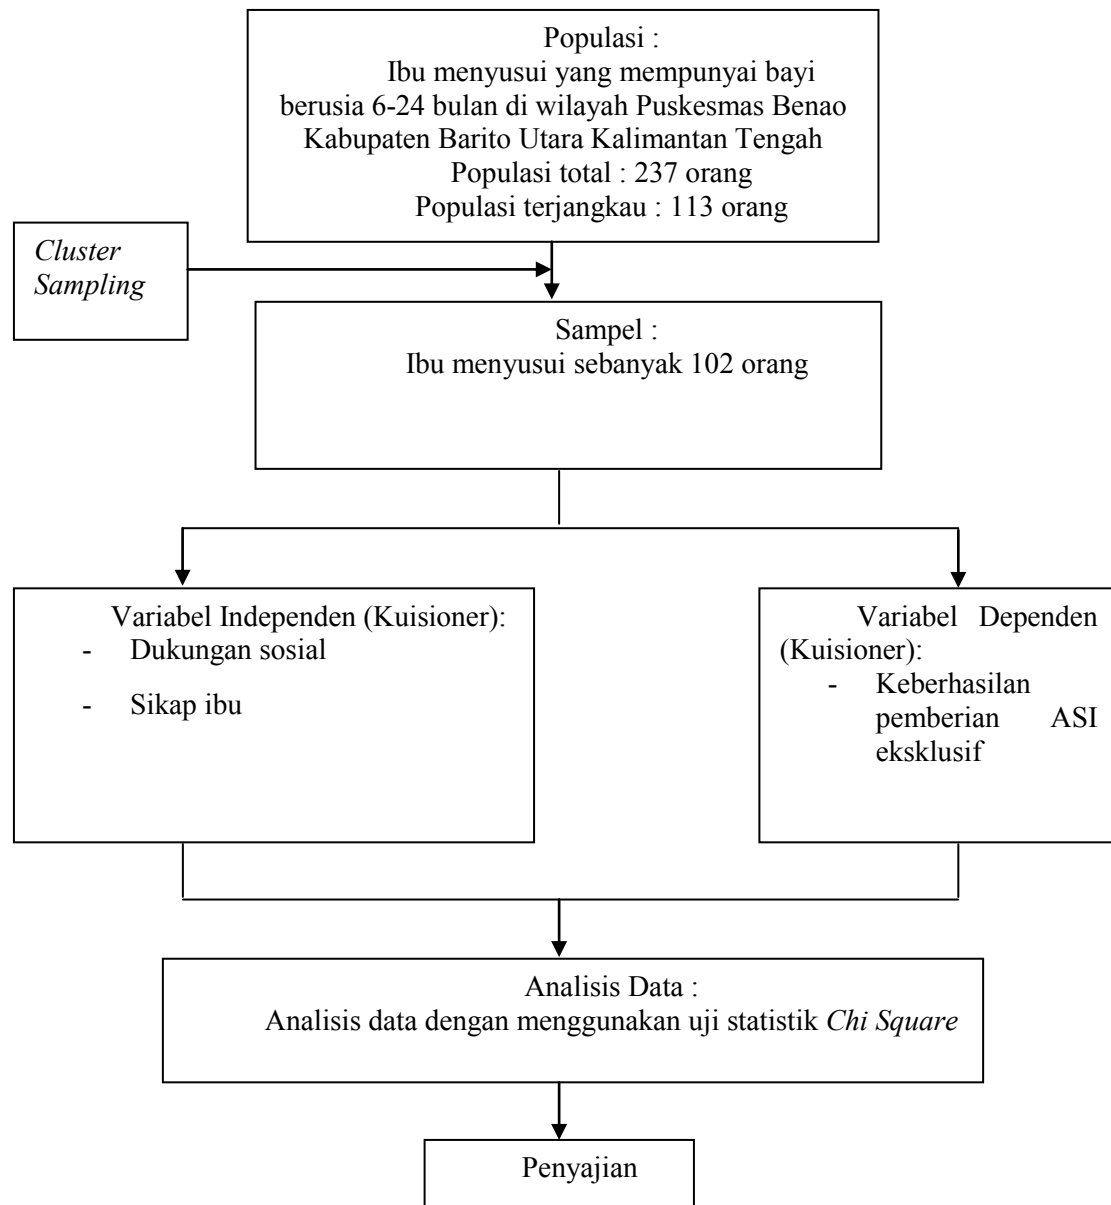 Populasi :
Ibu menyusui yang mempunyai bayi
berusia 6-24 bulan di wilayah Puskesmas Benao
Kabupaten Barito Utara Kalimantan Tengah
Populasi total : 237 orang
Populasi terjangkau : 113 orang
Cluster
Sampling
Sampel :
Ibu menyusui sebanyak 102 orang
Variabel Independen (Kuisioner):
- Dukungan sosial
- Sikap ibu
Variabel Dependen
(Kuisioner):
- Keberhasilan
pemberian ASI
eksklusif
Analisis Data :
Analisis data dengan menggunakan uji statistik Chi Square
Penyajian